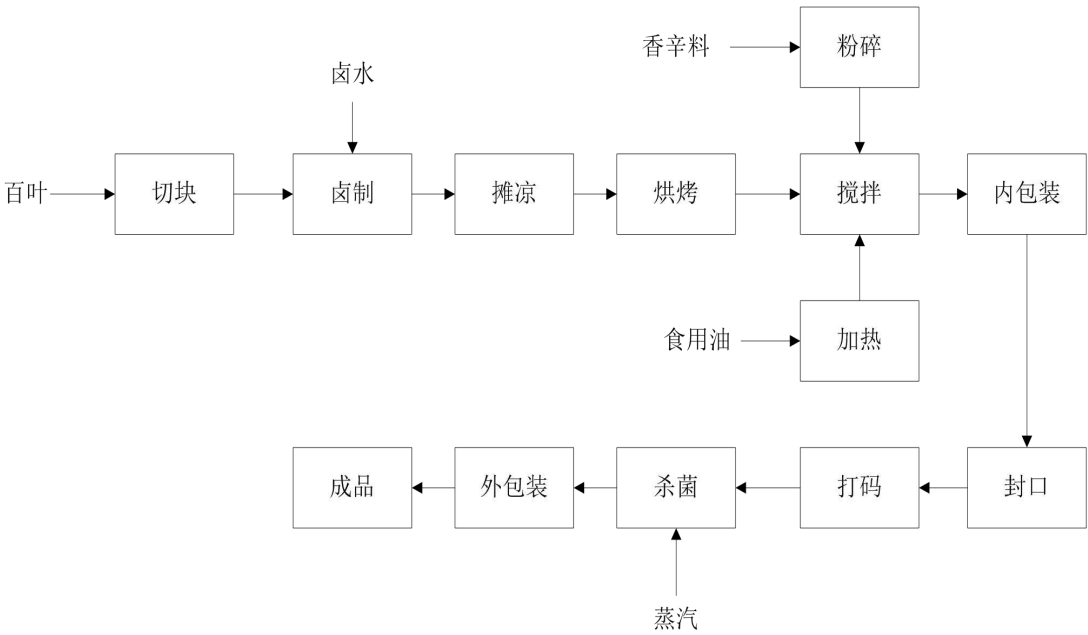 香辛料
粉碎
卤水
百叶
切块
卤制
摊凉
烘烤
搅拌
内包装
食用油
加热
成品
外包装
杀菌
打码
封口
蒸汽